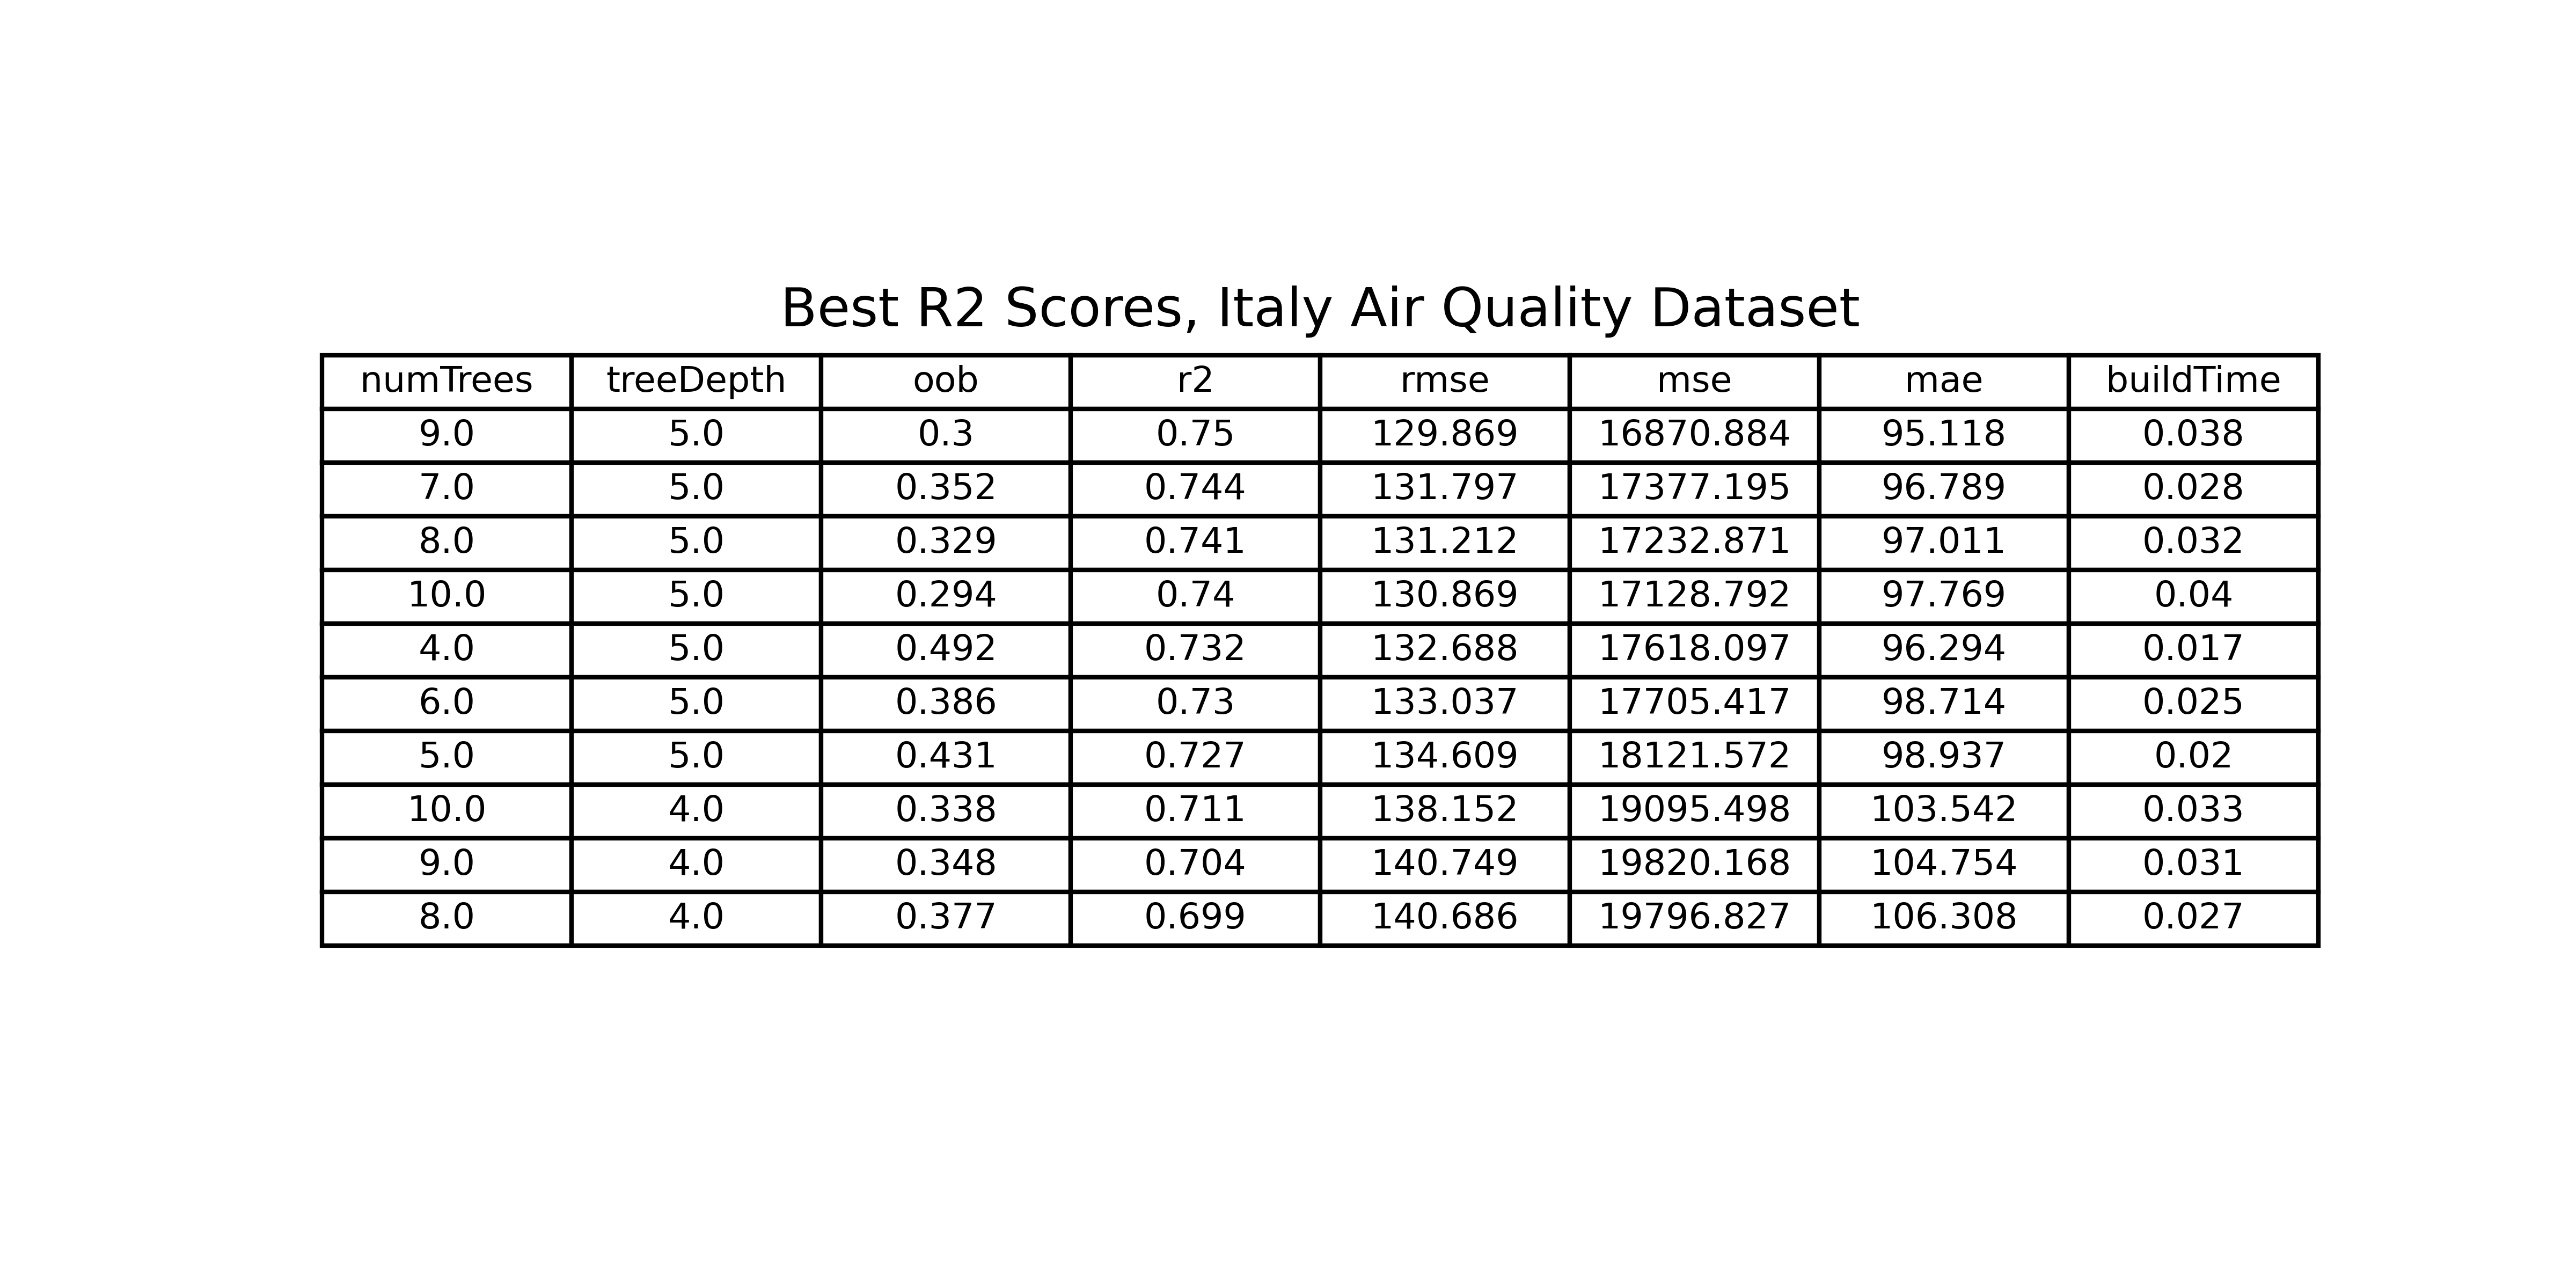 Best R2 Scores, Italy Air Quality Dataset
numTrees treeDepth oob r2 rmse mse mae buildTime
9.0 5.0 0.3 0.75 129.869 16870.884 95.118 0.038
7.0 5.0 0.352 0.744 131.797 17377.195 96.789 0.028
8.0 5.0 0.329 0.741 131.212 17232.871 97.011 0.032
10.0 5.0 0.294 0.74 130.869 17128.792 97.769 0.04
4.0 5.0 0.492 0.732 132.688 17618.097 96.294 0.017
6.0 5.0 0.386 0.73 133.037 17705.417 98.714 0.025
5.0 5.0 0.431 0.727 134.609 18121.572 98.937 0.02
10.0 4.0 0.338 0.711 138.152 19095.498 103.542 0.033
9.0 4.0 0.348 0.704 140.749 19820.168 104.754 0.031
8.0 4.0 0.377 0.699 140.686 19796.827 106.308 0.027